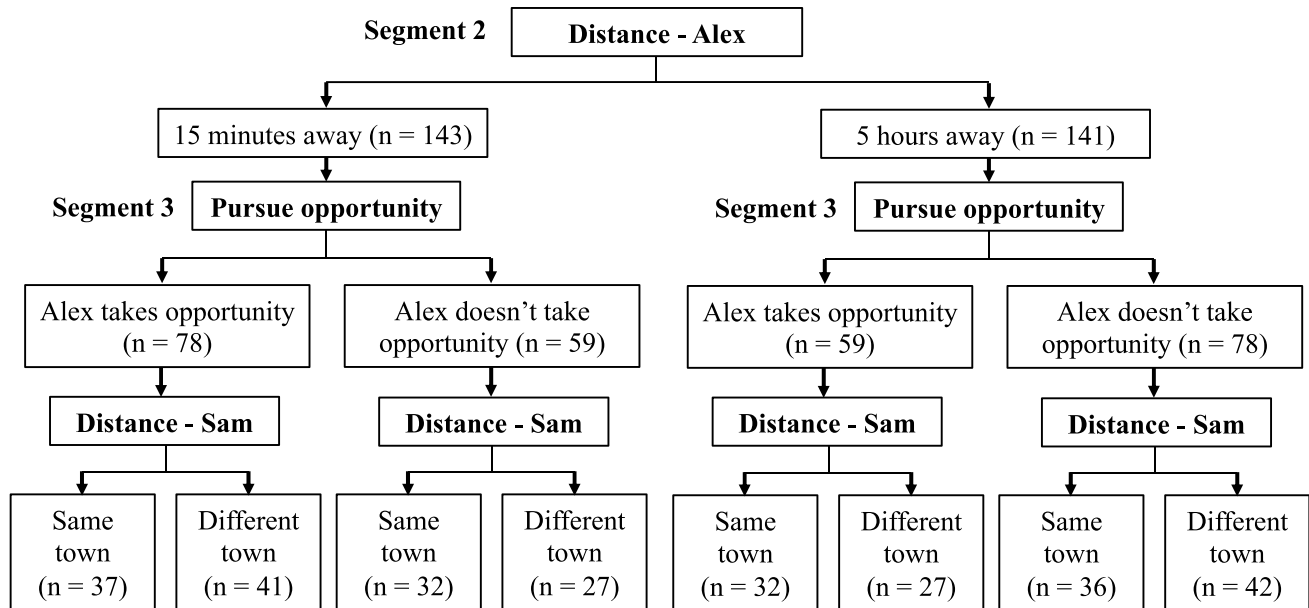 Segment 2
Distance - Alex
15 minutes away (n = 143)
5 hours away (n = 141)
Segment 3
Pursue opportunity
Segment 3
Pursue opportunity
Alex takes opportunity
(n = 78)
Alex doesn’t take
opportunity (n = 59)
Alex takes opportunity
(n = 59)
Alex doesn’t take
opportunity (n = 78)
Distance - Sam
Distance - Sam
Distance - Sam
Distance - Sam
Same
town
(n = 37)
Different
town
(n = 41)
Same
town
(n = 32)
Different
town
(n = 27)
Same
town
(n = 32)
Different
town
(n = 27)
Same
town
(n = 36)
Different
town
(n = 42)